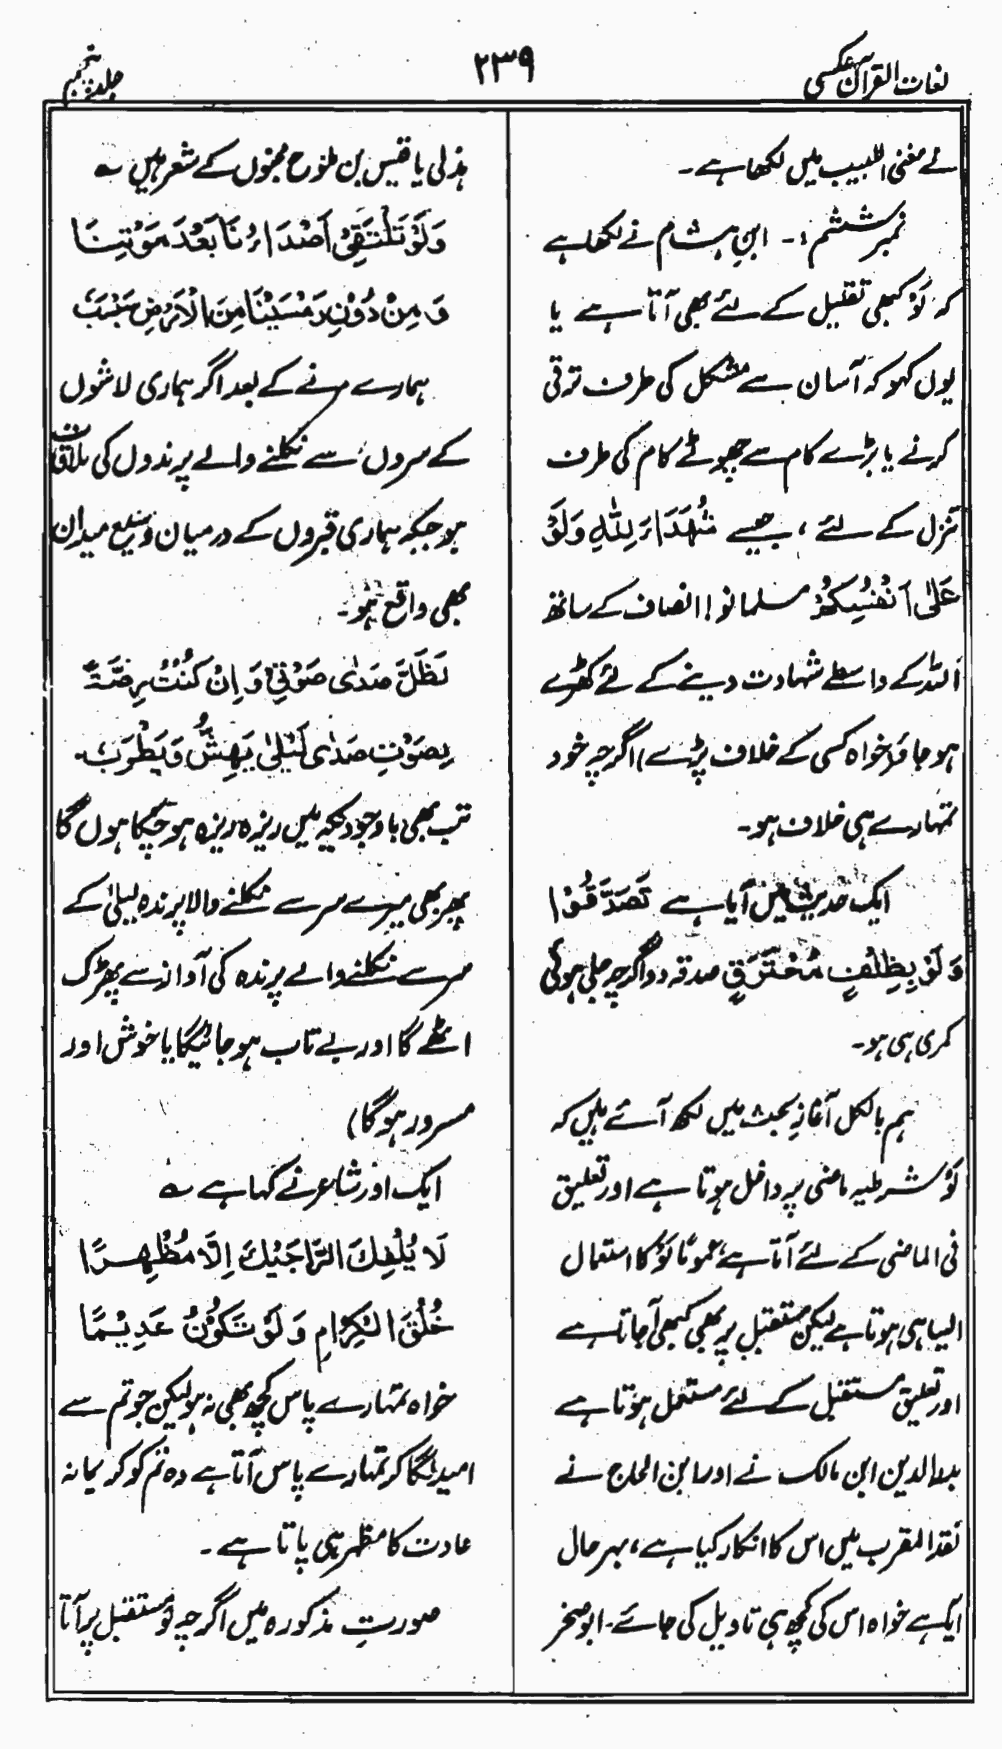 لغات القرآن عکسی
۲۳۹
جلد پنجم
نے مغنی اللبیب میں لکھا ہے۔
نمبر ششم :۔ ابن ہشام نے لکھا ہے
کہ لَوْ کبھی تقلیل کے لئے بھی آتا ہے یا
یوں کہو کہ آسان سے مشکل کی طرف ترقی
کرنے یا بڑے کام سے چھوٹے کام کی طرف
تنزل کے لئے ، جیسے شُهَدَاءَ لِلّٰهِ وَلَوْ
عَلٰى اَنْفُسِكُمْ مسلمانو! انصاف کے ساتھ
اللہ کے واسطے شہادت دینے کے لئے کھڑے
ہو جاؤ (خواہ کسی کے خلاف پڑے) اگرچہ خود
تمہارے ہی خلاف ہو۔
ایک حدیث میں آیا ہے تَصَدَّقُوْا
وَلَوْ بِظِلْفٍ مُحْتَرَقٍ صدقہ دو اگرچہ جلی ہوئی
کھری ہی ہو۔
ہم بالکل آغازِ بحث میں لکھ آئے ہیں کہ
لَوْ شرطیہ ماضی پر داخل ہوتا ہے اور تعلیق
فی الماضی کے لئے آتا ہے، عمومًا لَوْ کا استعمال
ایسا ہی ہوتا ہے لیکن مستقبل پر بھی کبھی آجاتا ہے
اور تعلیق مستقبل کے لئے مستعمل ہوتا ہے
بدرالدین ابن مالک نے اور ابن الحاج نے
نقد المقرب میں اس کا انکار کیا ہے، بہر حال
ایک ہے خواہ اس کی کچھ ہی تاویل کی جائے۔ ابو صخر
ہذلی یا قیس بن ملوح مجنوں کے شعر ہیں ؎
وَلَوْ تَلْتَقِيْ اَصْدَاءُنَا بَعْدَ مَوْتِنَا
وَمِنْ دُوْنِ رَمْسَيْنَا مِنَ الْاَرْضِ سَبْسَبُ
ہمارے مرنے کے بعد اگر ہماری لاشوں
کے سروں سے نکلنے والے پرندوں کی ملاقات
ہو جبکہ ہماری قبروں کے درمیان وسیع میدان
بھی واقع ہو۔
لَظَلَّ صَدٰى صَوْتِيْ وَاِنْ كُنْتُ رِمَّةً
بِصَوْتِ صَدٰى لَيْلٰى يَهِشُّ وَيَطْرَبُ۔
تب بھی باوجودیکہ میں ریزہ ریزہ ہو چکا ہوں گا
پھر بھی میرے سر سے نکلنے والا پرندہ لیلیٰ کے
سر سے نکلنے والے پرندہ کی آواز سے پھڑک
اٹھے گا اور بے تاب ہو جائیگا یا خوش اور
مسرور ہو گا)
ایک اور شاعر نے کہا ہے ؎
لَا يُلْفِكَ الرَّاجِيْكَ اِلَّا مُظْهِرًا
خُلُقَ الْكِرَامِ وَلَوْ تَكُوْنُ عَدِيْمًا
خواہ تمہارے پاس کچھ بھی نہ ہو لیکن جو تم سے
امید لگا کر تمہارے پاس آتا ہے وہ تم کو کریمانہ
عادت کا مظہر ہی پاتا ہے۔
صورتِ مذکورہ میں اگرچہ لَوْ مستقبل پر آتا